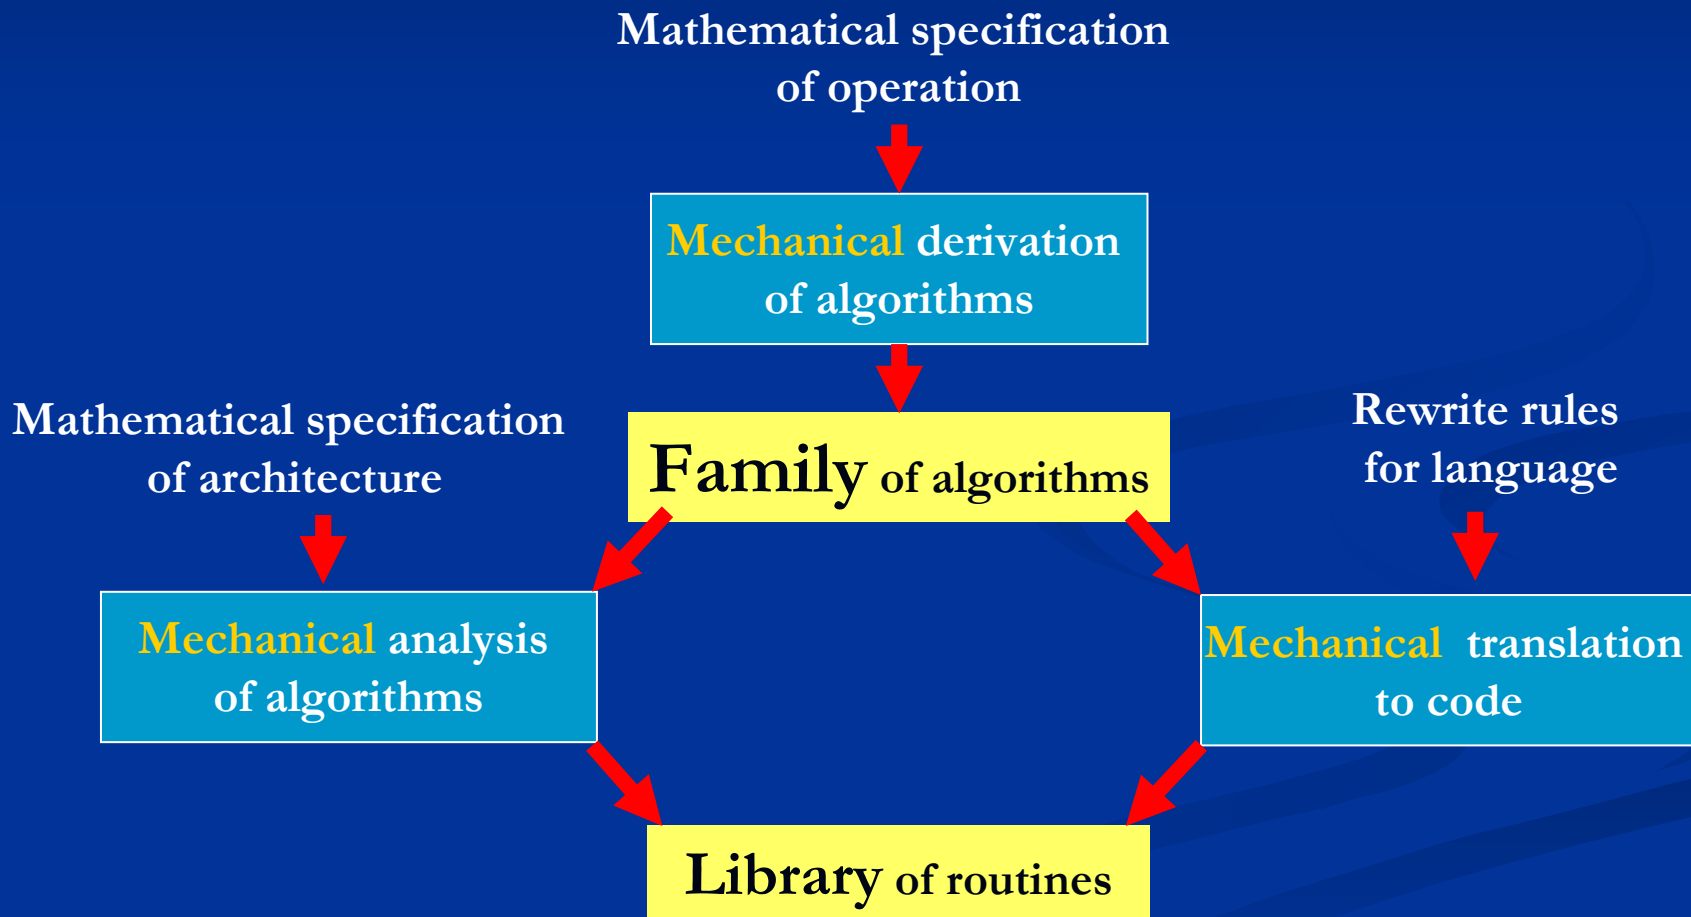 Mathematical specification
of operation
Mechanical derivation
of algorithms
Mathematical specification
of architecture
Family of algorithms
Rewrite rules
for language
Mechanical analysis
of algorithms
Mechanical translation
to code
Library of routines